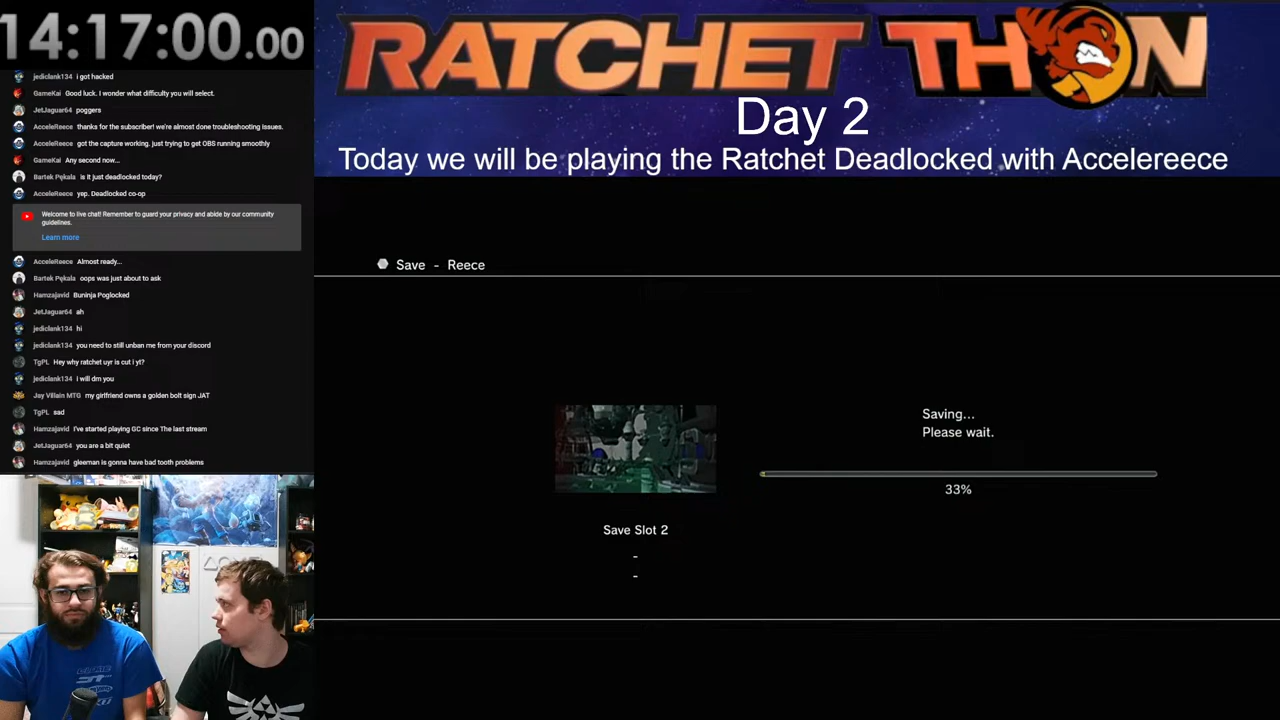 14:17:00.00
jediclank134 i got hacked
GameKai Good luck. I wonder what difficulty you will select.
JetJaguar64 poggers
AcceleReece thanks for the subscriber! we're almost done troubleshooting issues.
AcceleReece got the capture working. just trying to get OBS running smoothly
GameKai Any second now...
Bartek Pękala is it just deadlocked today?
AcceleReece yep. Deadlocked co-op
Welcome to live chat! Remember to guard your privacy and abide by our community
guidelines.
Learn more
AcceleReece Almost ready...
Bartek Pękala oops was just about to ask
Hamzajavid Buninja Poglocked
JetJaguar64 ah
jediclank134 hi
jediclank134 you need to still unban me from your discord
TgPL Hey why ratchet uyr is cut i yt?
jediclank134 i will dm you
Jay Villain MTG my girlfriend owns a golden bolt sign JAT
TgPL sad
Hamzajavid I've started playing GC since The last stream
JetJaguar64 you are a bit quiet
Hamzajavid gleeman is gonna have bad tooth problems
RATCHET THON
Day 2
Today we will be playing the Ratchet Deadlocked with Accelereece
Save - Reece
Saving...
Please wait.
33%
Save Slot 2
-
-